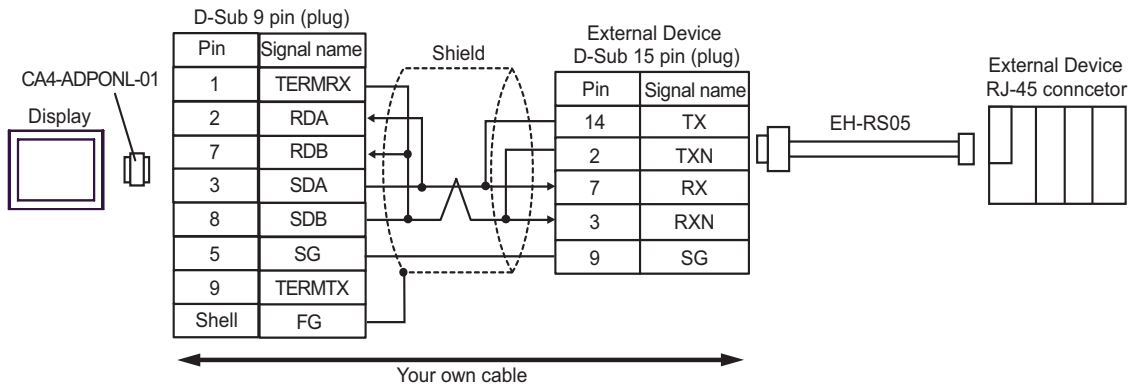 D-Sub 9 pin (plug)
Pin Signal name
1 TERMRX
2 RDA
7 RDB
3 SDA
8 SDB
5 SG
9 TERMTX
Shell FG
CA4-ADPONL-01
Display
Shield
External Device
D-Sub 15 pin (plug)
Pin Signal name
14 TX
2 TXN
7 RX
3 RXN
9 SG
EH-RS05
External Device
RJ-45 conncetor
Your own cable